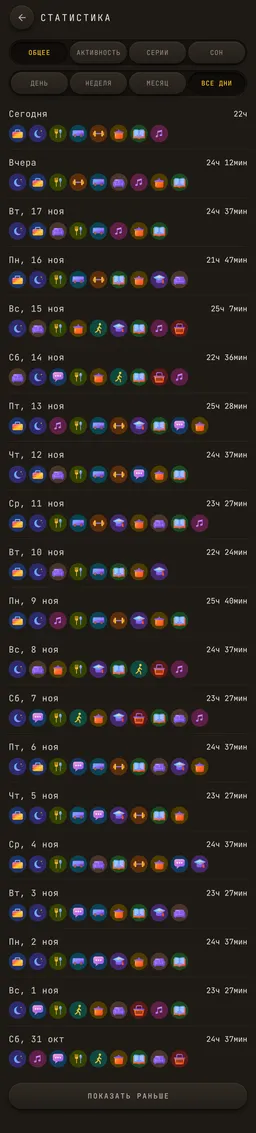 СТАТИСТИКА
ОБЩЕЕ АКТИВНОСТЬ СЕРИИ СОН
ДЕНЬ НЕДЕЛЯ МЕСЯЦ ВСЕ ДНИ
Сегодня 22ч
Вчера 24ч 12мин
Вт, 17 ноя 24ч 37мин
Пн, 16 ноя 21ч 47мин
Вс, 15 ноя 25ч 7мин
Сб, 14 ноя 22ч 36мин
Пт, 13 ноя 25ч 28мин
Чт, 12 ноя 24ч 37мин
Ср, 11 ноя 23ч 27мин
Вт, 10 ноя 22ч 24мин
Пн, 9 ноя 25ч 40мин
Вс, 8 ноя 24ч 37мин
Сб, 7 ноя 23ч 27мин
Пт, 6 ноя 24ч 37мин
Чт, 5 ноя 23ч 27мин
Ср, 4 ноя 24ч 37мин
Вт, 3 ноя 23ч 27мин
Пн, 2 ноя 24ч 37мин
Вс, 1 ноя 23ч 27мин
Сб, 31 окт 24ч 37мин
ПОКАЗАТЬ РАНЬШЕ